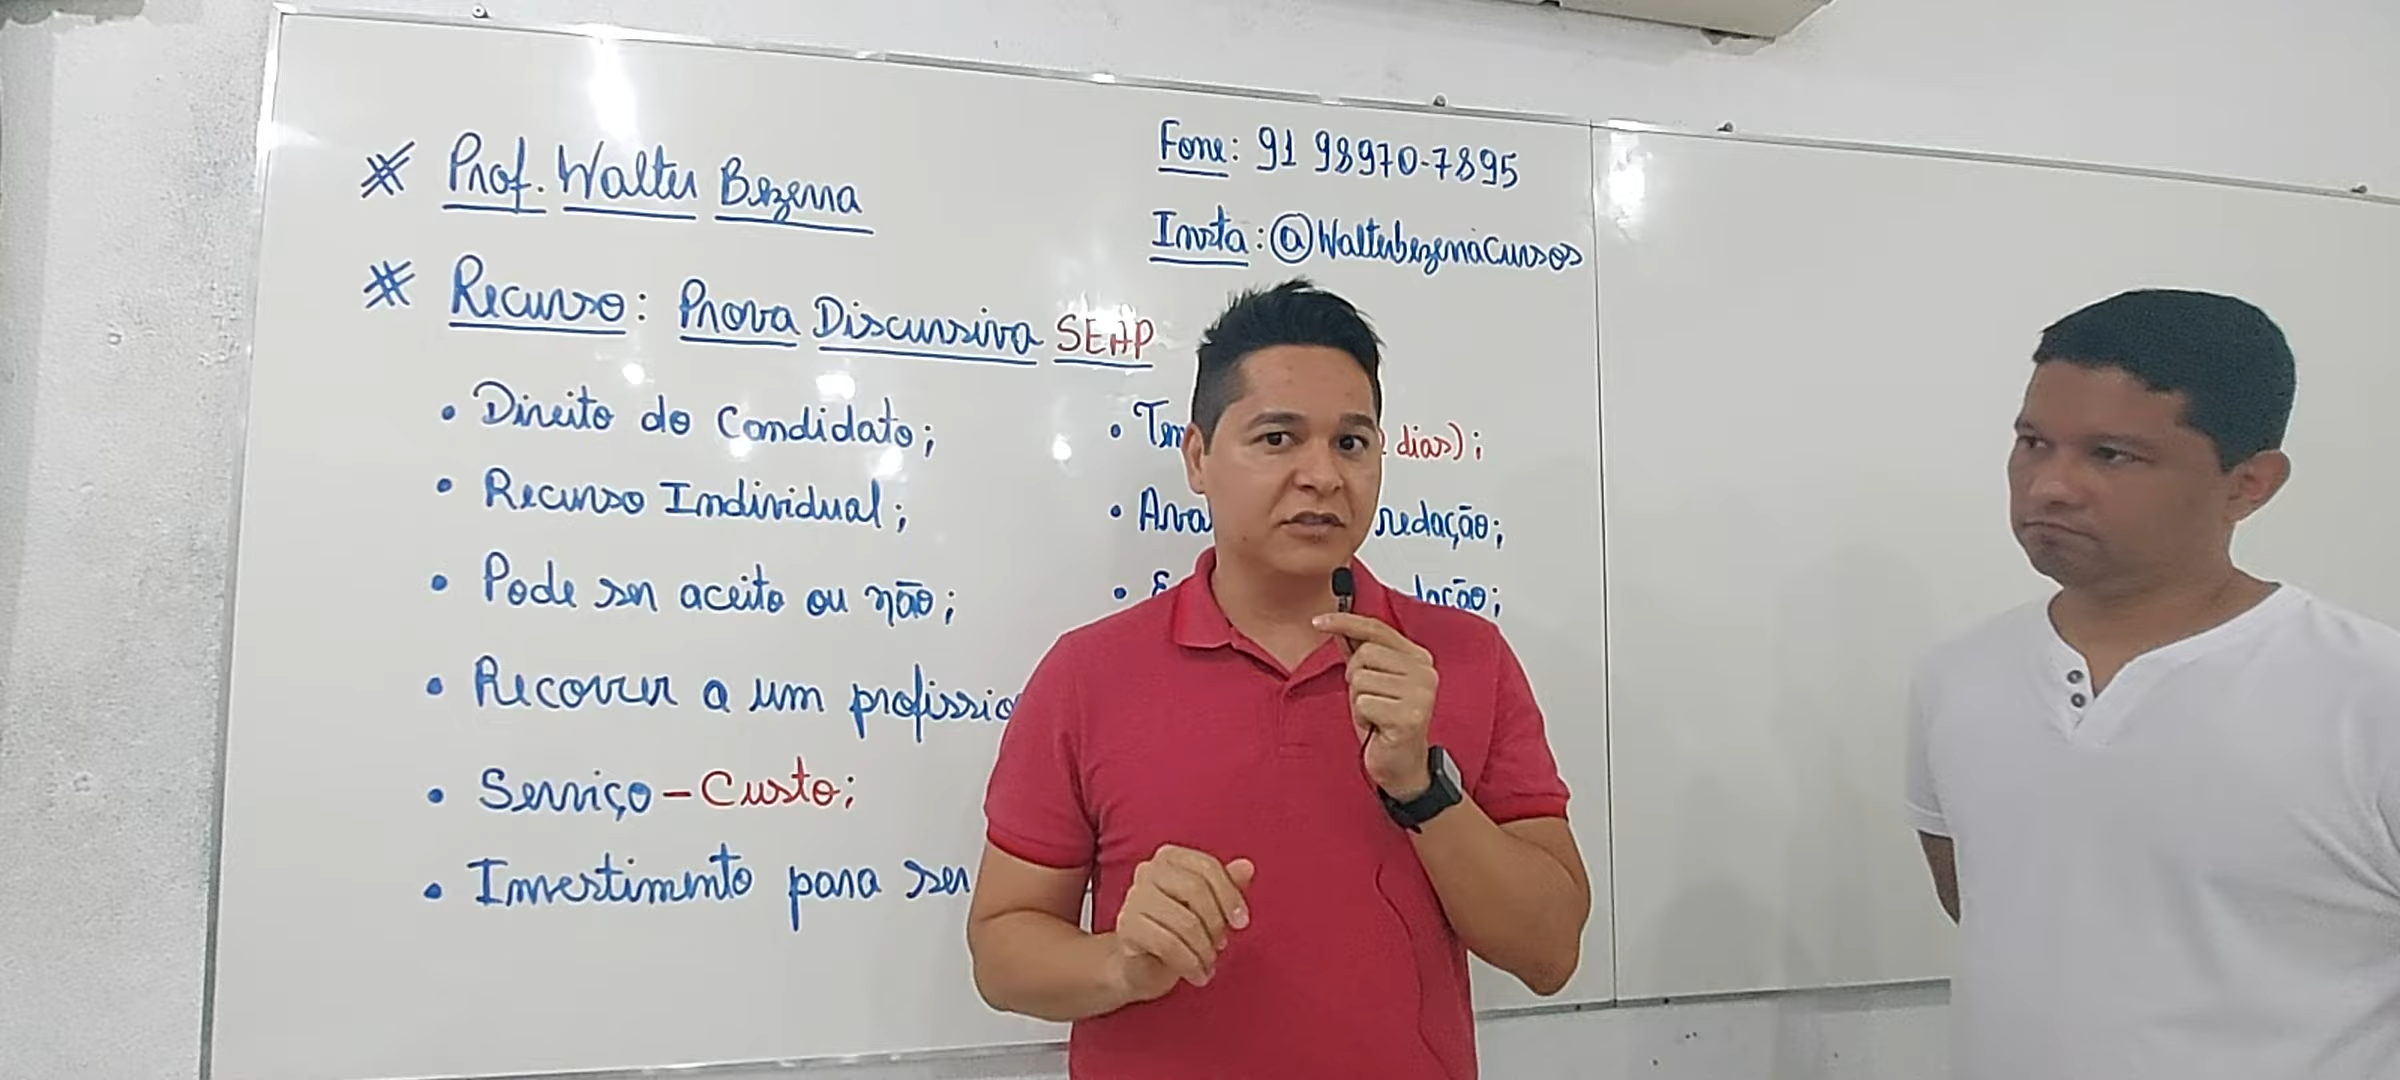 * Prof. Walter Bezerra
Fone: 91 98970-7895
Insta: @WalterbezerraCursos
* Recurso: Prova Discursiva SEAP
• Direito do Candidato;
• Recurso Individual;
• Pode ser aceito ou não;
• Recorrer a um
• Serviço - Custo;
• Investimento para ser
• dias);
• redação;
•